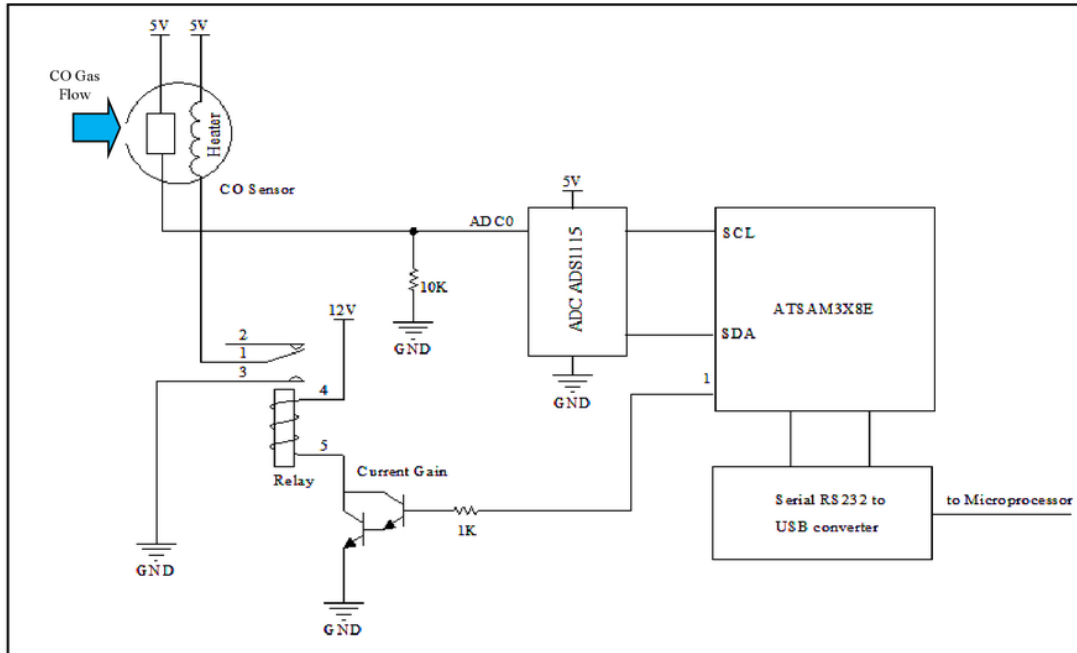 5V
5V
CO Gas
Flow
Heater
CO Sensor
5V
ADC0
ADC ADS1115
SCL
ATSAM3X8E
10K
12V
SDA
GND
2
1
3
1
GND
4
5
Current Gain
Relay
1K
Serial RS232 to
USB converter
to Microprocessor
GND
GND